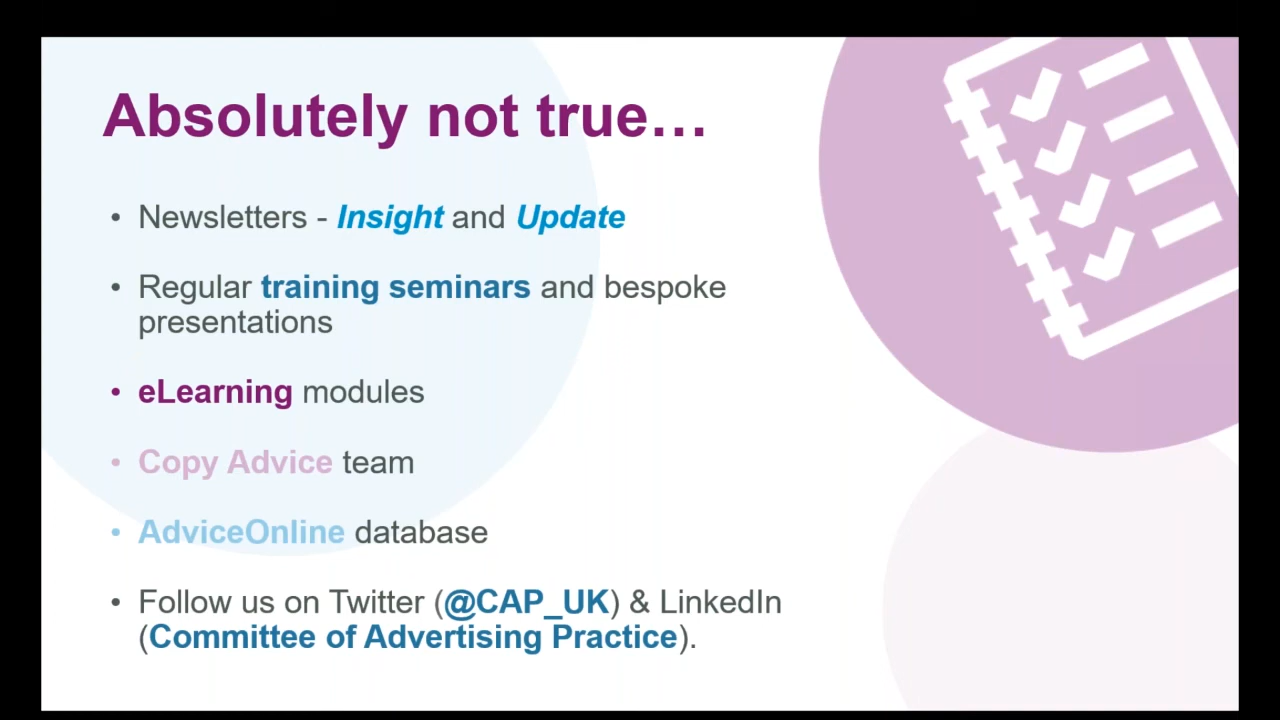 Absolutely not true…
• Newsletters - Insight and Update
• Regular training seminars and bespoke
presentations
• eLearning modules
• Copy Advice team
• AdviceOnline database
• Follow us on Twitter (@CAP_UK) & LinkedIn
(Committee of Advertising Practice).